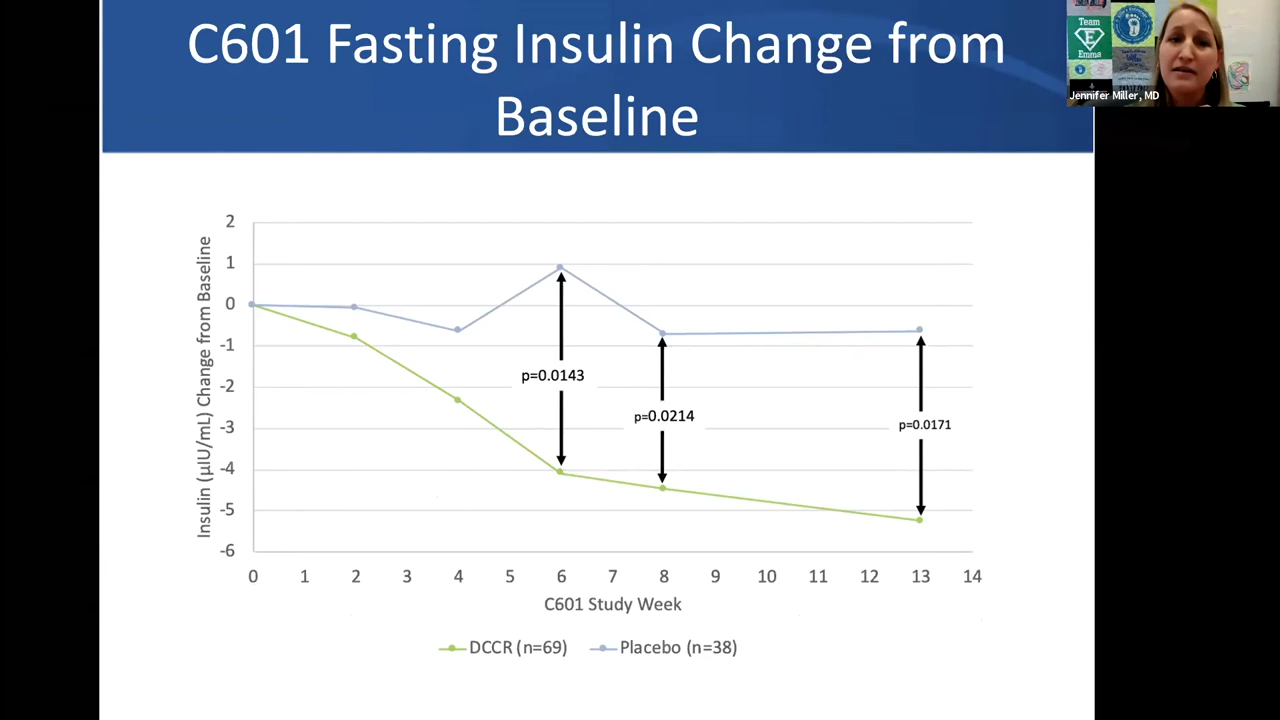 C601 Fasting Insulin Change from
Baseline
Team
E
Emma
Jennifer Miller, MD
Insulin (µIU/mL) Change from Baseline
2
1
0
-1
-2
-3
-4
-5
-6
p=0.0143
p=0.0214
p=0.0171
0 1 2 3 4 5 6 7 8 9 10 11 12 13 14
C601 Study Week
DCCR (n=69) Placebo (n=38)